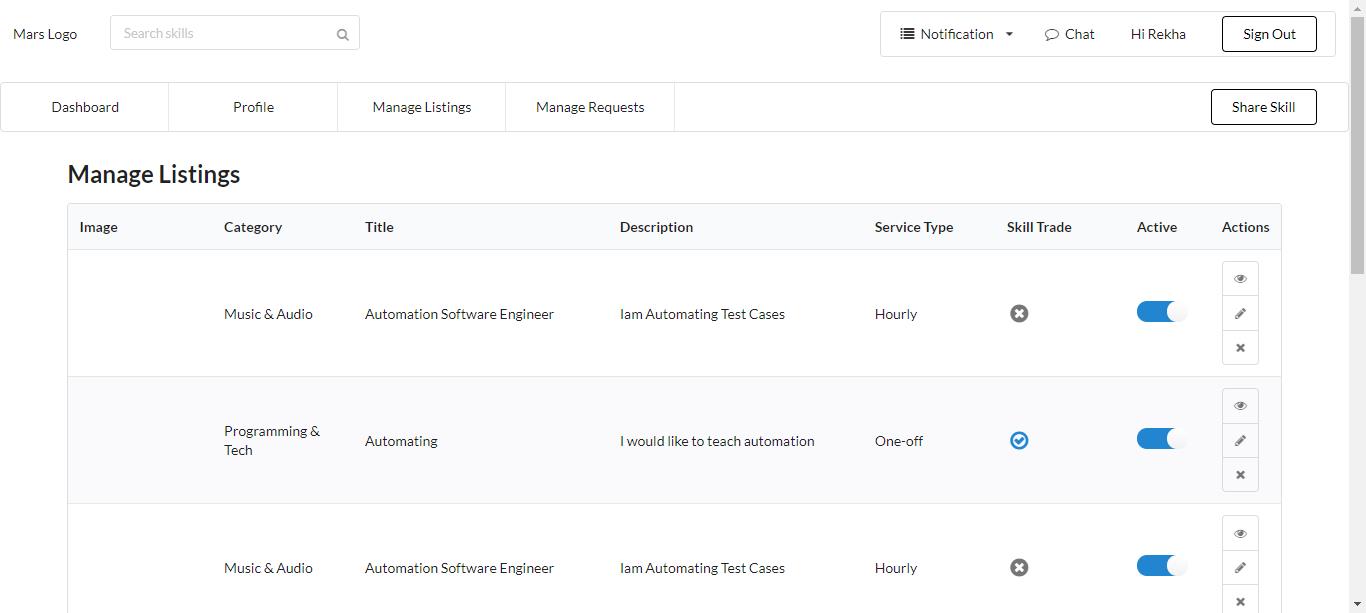 Mars Logo
Search skills
Notification
Chat
Hi Rekha
Sign Out
Dashboard
Profile
Manage Listings
Manage Requests
Share Skill
Manage Listings
Image Category Title Description Service Type Skill Trade Active Actions
Music & Audio Automation Software Engineer Iam Automating Test Cases Hourly
Programming &
Tech
Automating I would like to teach automation One-off
Music & Audio Automation Software Engineer Iam Automating Test Cases Hourly